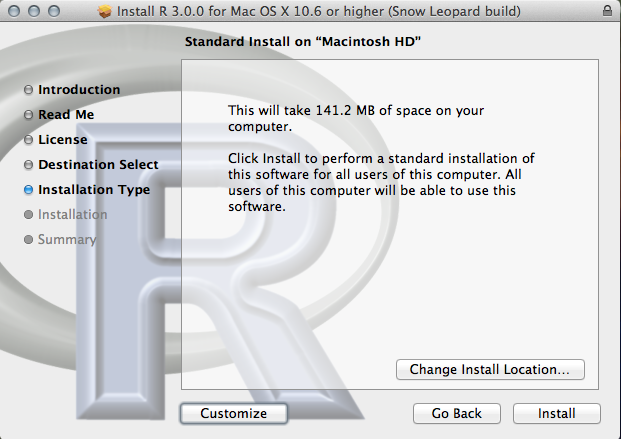 Install R 3.0.0 for Mac OS X 10.6 or higher (Snow Leopard build)
Standard Install on “Macintosh HD”
Introduction
Read Me
License
Destination Select
Installation Type
Installation
Summary
This will take 141.2 MB of space on your
computer.
Click Install to perform a standard installation of
this software for all users of this computer. All
users of this computer will be able to use this
software.
R
Change Install Location...
Customize
Go Back
Install